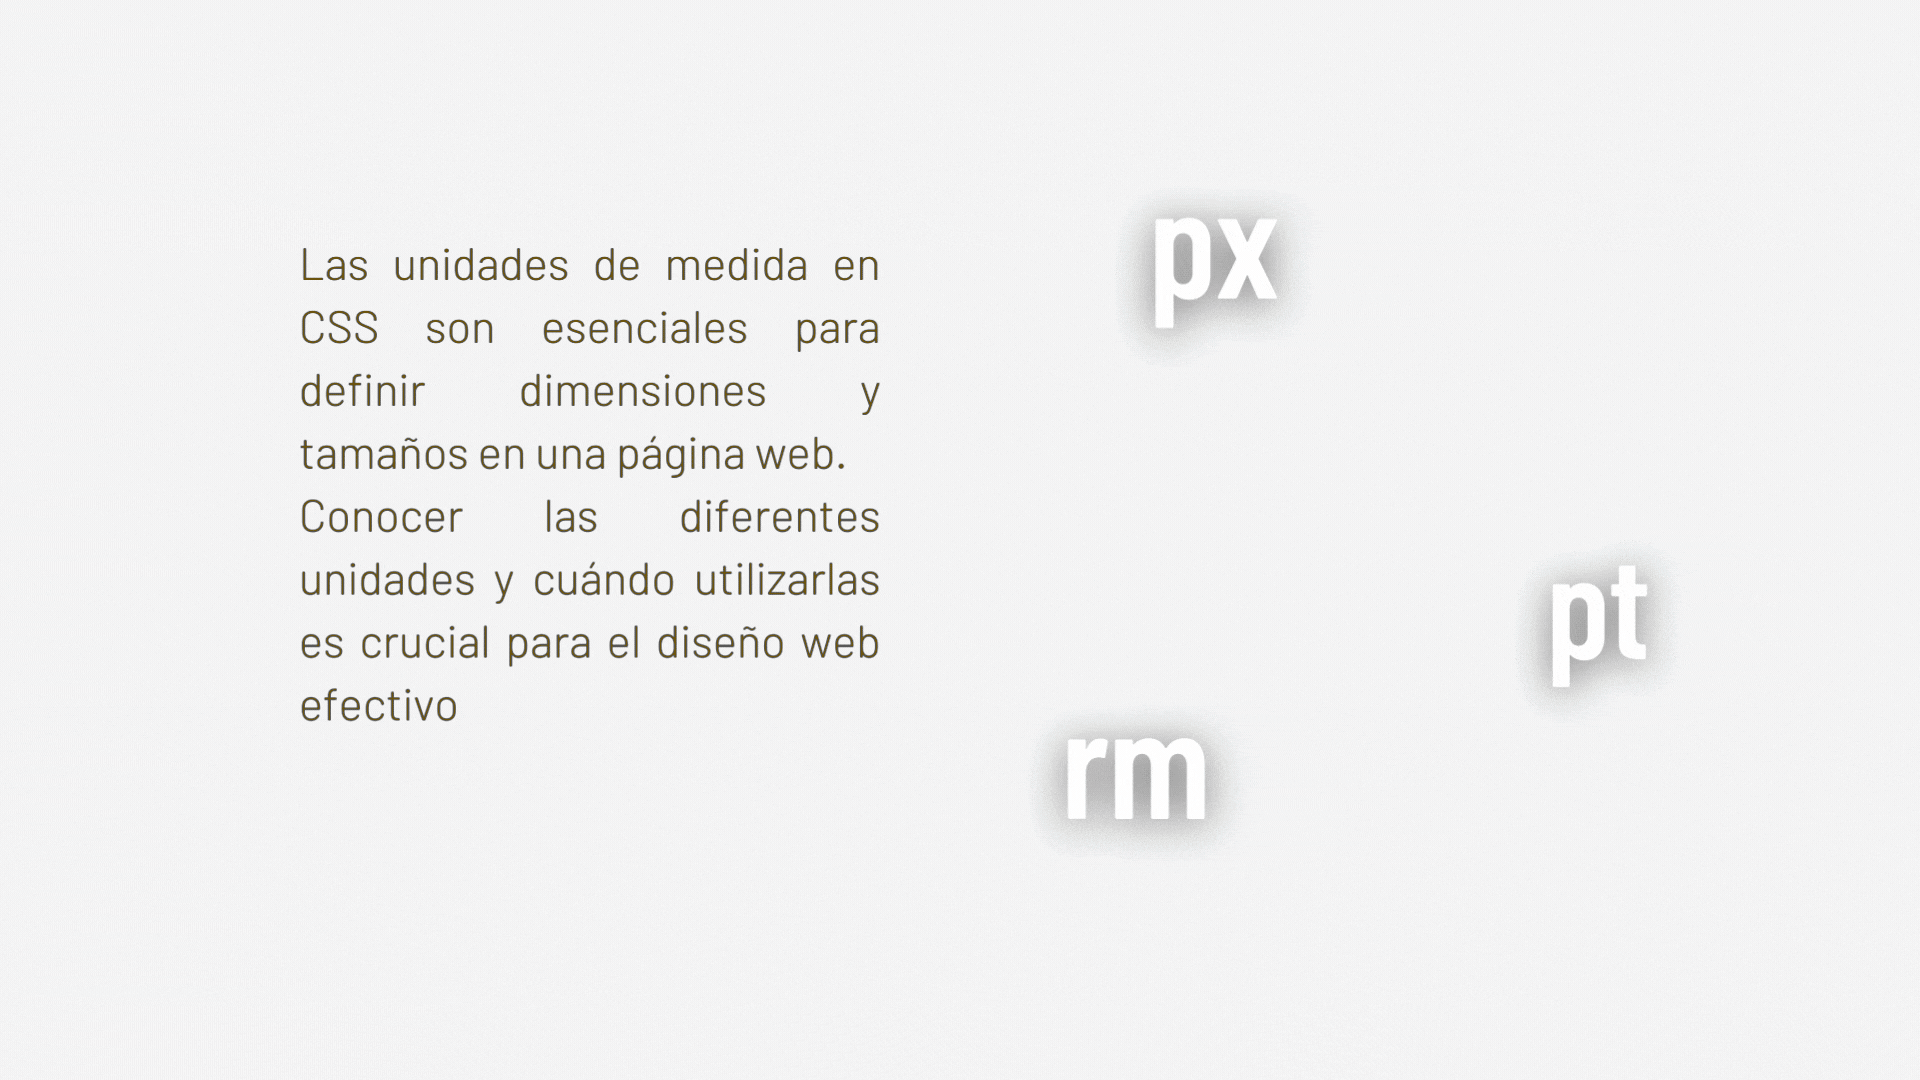 Las unidades de medida en
CSS son esenciales para
definir dimensiones y
tamaños en una página web.
Conocer las diferentes
unidades y cuándo utilizarlas
es crucial para el diseño web
efectivo
px
pt
rm